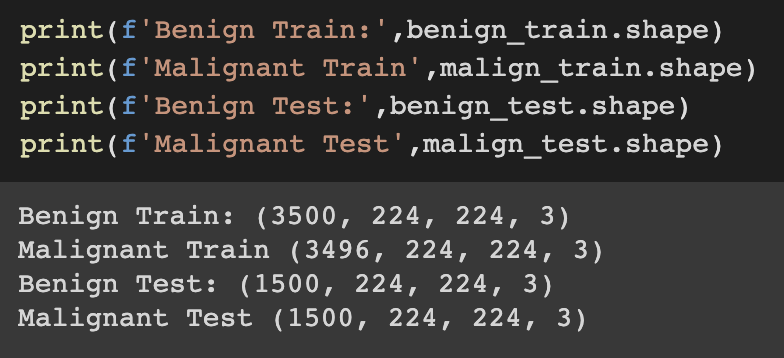 print(f'Benign Train:',benign_train.shape)
print(f'Malignant Train',malign_train.shape)
print(f'Benign Test:',benign_test.shape)
print(f'Malignant Test',malign_test.shape)
Benign Train: (3500, 224, 224, 3)
Malignant Train (3496, 224, 224, 3)
Benign Test: (1500, 224, 224, 3)
Malignant Test (1500, 224, 224, 3)